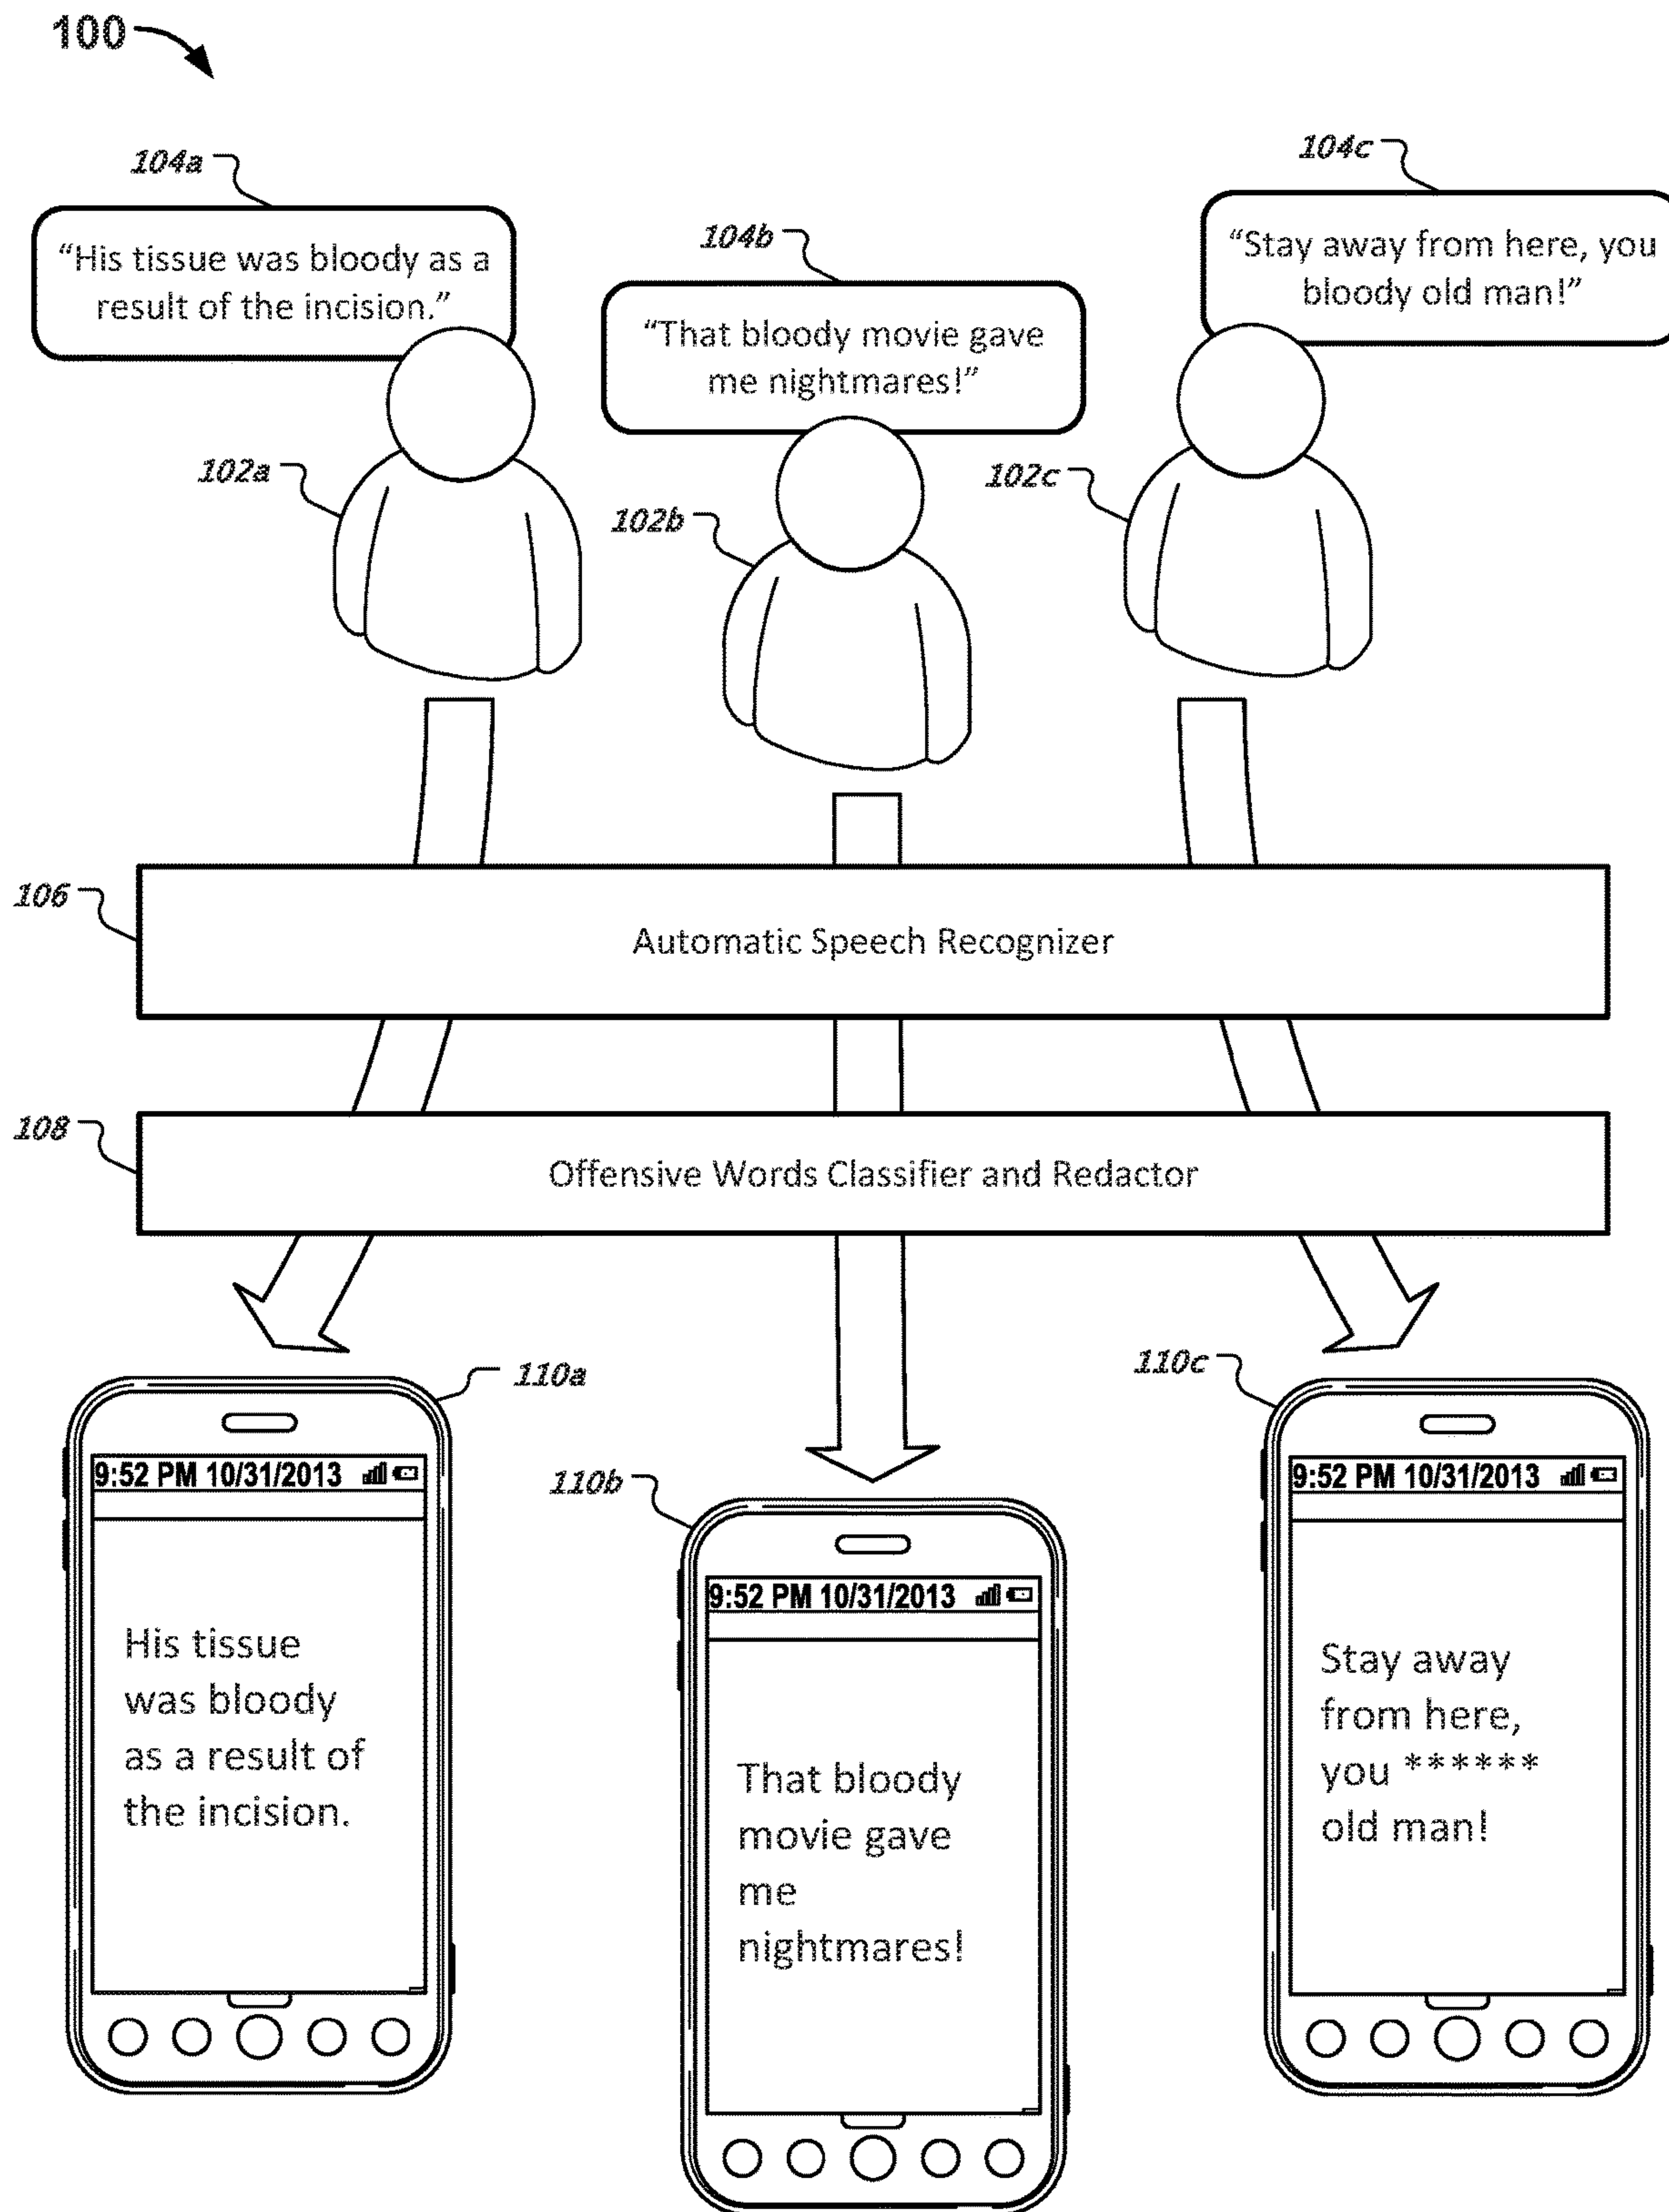 100
104a
"His tissue was bloody as a
result of the incision."
104b
"That bloody movie gave
me nightmares!"
104c
"Stay away from here, you
bloody old man!"
102a
102b
102c
106
Automatic Speech Recognizer
108
Offensive Words Classifier and Redactor
110a
9:52 PM 10/31/2013
His tissue
was bloody
as a result of
the incision.
110b
9:52 PM 10/31/2013
That bloody
movie gave
me
nightmares!
110c
9:52 PM 10/31/2013
Stay away
from here,
you ******
old man!